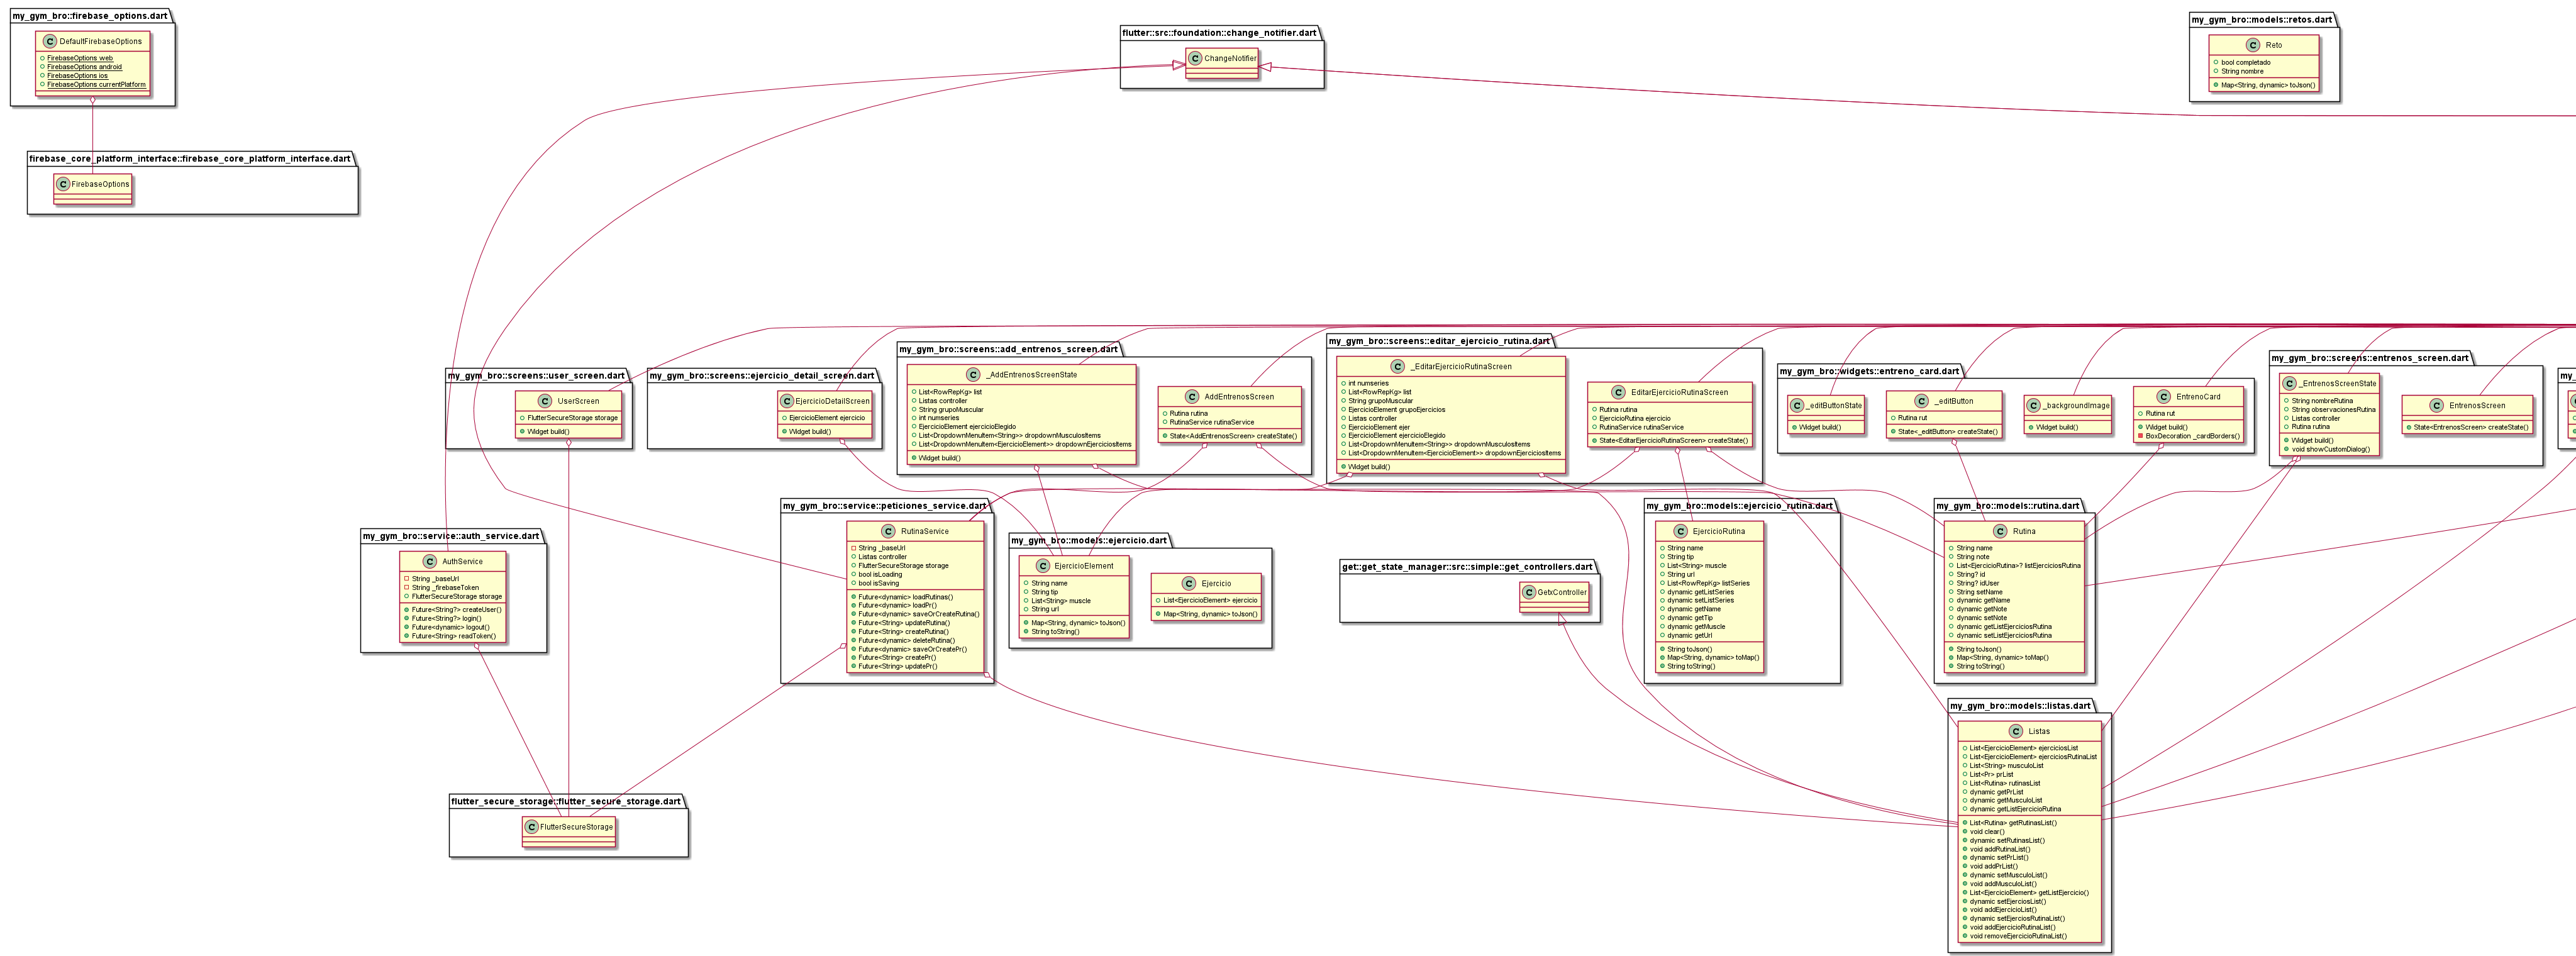 my_gym_bro::firebase_options.dart
DefaultFirebaseOptions
FirebaseOptions web
FirebaseOptions android
FirebaseOptions ios
FirebaseOptions currentPlatform
firebase_core_platform_interface::firebase_core_platform_interface.dart
FirebaseOptions
flutter::src::foundation::change_notifier.dart
ChangeNotifier
my_gym_bro::models::retos.dart
Reto
bool completado
String nombre
Map<String, dynamic> toJson()
my_gym_bro::screens::user_screen.dart
UserScreen
FlutterSecureStorage storage
Widget build()
my_gym_bro::screens::ejercicio_detail_screen.dart
EjercicioDetailScreen
EjercicioElement ejercicio
Widget build()
my_gym_bro::screens::add_entrenos_screen.dart
_AddEntrenosScreenState
List<RowRepKg> list
Listas controller
String grupoMuscular
int numseries
EjercicioElement ejercicioElegido
List<DropdownMenuItem<String>> dropdownMusculosItems
List<DropdownMenuItem<EjercicioElement>> dropdownEjerciciosItems
Widget build()
AddEntrenosScreen
Rutina rutina
RutinaService rutinaService
State<AddEntrenosScreen> createState()
my_gym_bro::screens::editar_ejercicio_rutina.dart
_EditarEjercicioRutinaScreen
int numseries
List<RowRepKg> list
String grupoMuscular
EjercicioElement grupoEjercicios
Listas controller
EjercicioElement ejer
EjercicioElement ejercicioElegido
List<DropdownMenuItem<String>> dropdownMusculosItems
List<DropdownMenuItem<EjercicioElement>> dropdownEjerciciosItems
Widget build()
EditarEjercicioRutinaScreen
Rutina rutina
EjercicioRutina ejercicio
RutinaService rutinaService
State<EditarEjercicioRutinaScreen> createState()
my_gym_bro::widgets::entreno_card.dart
_editButtonState
Widget build()
_editButton
Rutina rut
State<_editButton> createState()
_backgroundImage
Widget build()
EntrenoCard
Rutina rut
Widget build()
BoxDecoration _cardBorders()
my_gym_bro::screens::entrenos_screen.dart
_EntrenosScreenState
String nombreRutina
String observacionesRutina
Listas controller
Rutina rutina
Widget build()
void showCustomDialog()
EntrenosScreen
State<EntrenosScreen> createState()
my_gym_bro::service::auth_service.dart
AuthService
String _baseUrl
String _firebaseToken
FlutterSecureStorage storage
Future<String?> createUser()
Future<String?> login()
Future<dynamic> logout()
Future<String> readToken()
my_gym_bro::service::peticiones_service.dart
RutinaService
String _baseUrl
Listas controller
FlutterSecureStorage storage
bool isLoading
bool isSaving
Future<dynamic> loadRutinas()
Future<dynamic> loadPr()
Future<dynamic> saveOrCreateRutina()
Future<String> updateRutina()
Future<String> createRutina()
Future<dynamic> deleteRutina()
Future<dynamic> saveOrCreatePr()
Future<String> createPr()
Future<String> updatePr()
my_gym_bro::models::ejercicio.dart
EjercicioElement
String name
String tip
List<String> muscle
String url
Map<String, dynamic> toJson()
String toString()
Ejercicio
List<EjercicioElement> ejercicio
Map<String, dynamic> toJson()
get::get_state_manager::src::simple::get_controllers.dart
GetxController
my_gym_bro::models::ejercicio_rutina.dart
EjercicioRutina
String name
String tip
List<String> muscle
String url
List<RowRepKg> listSeries
dynamic getListSeries
dynamic setListSeries
dynamic getName
dynamic getTip
dynamic getMuscle
dynamic getUrl
String toJson()
Map<String, dynamic> toMap()
String toString()
my_gym_bro::models::rutina.dart
Rutina
String name
String note
List<EjercicioRutina>? listEjerciciosRutina
String? id
String? idUser
String setName
dynamic getName
dynamic getNote
dynamic setNote
dynamic getListEjerciciosRutina
dynamic setListEjerciciosRutina
String toJson()
Map<String, dynamic> toMap()
String toString()
my_gym_bro::models::listas.dart
Listas
List<EjercicioElement> ejerciciosList
List<EjercicioElement> ejerciciosRutinaList
List<String> musculoList
List<Pr> prList
List<Rutina> rutinasList
dynamic getPrList
dynamic getMusculoList
dynamic getListEjercicioRutina
List<Rutina> getRutinasList()
void clear()
dynamic setRutinasList()
void addRutinaList()
dynamic setPrList()
void addPrList()
dynamic setMusculoList()
void addMusculoList()
List<EjercicioElement> getListEjercicio()
dynamic setEjerciosList()
void addEjercicioList()
dynamic setEjerciosRutinaList()
void addEjercicioRutinaList()
void removeEjercicioRutinaList()
flutter_secure_storage::flutter_secure_storage.dart
FlutterSecureStorage